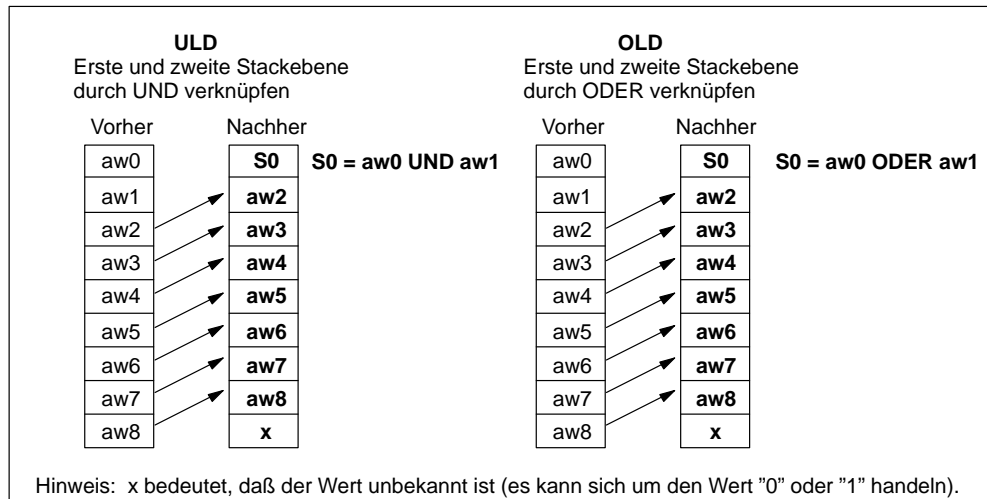 ULD
Erste und zweite Stackebene
durch UND verknüpfen
Vorher Nachher
aw0 S0 S0 = aw0 UND aw1
aw1 aw2
aw2 aw3
aw3 aw4
aw4 aw5
aw5 aw6
aw6 aw7
aw7 aw8
aw8 x
OLD
Erste und zweite Stackebene
durch ODER verknüpfen
Vorher Nachher
aw0 S0 S0 = aw0 ODER aw1
aw1 aw2
aw2 aw3
aw3 aw4
aw4 aw5
aw5 aw6
aw6 aw7
aw7 aw8
aw8 x
Hinweis: x bedeutet, daß der Wert unbekannt ist (es kann sich um den Wert ”0” oder ”1” handeln).